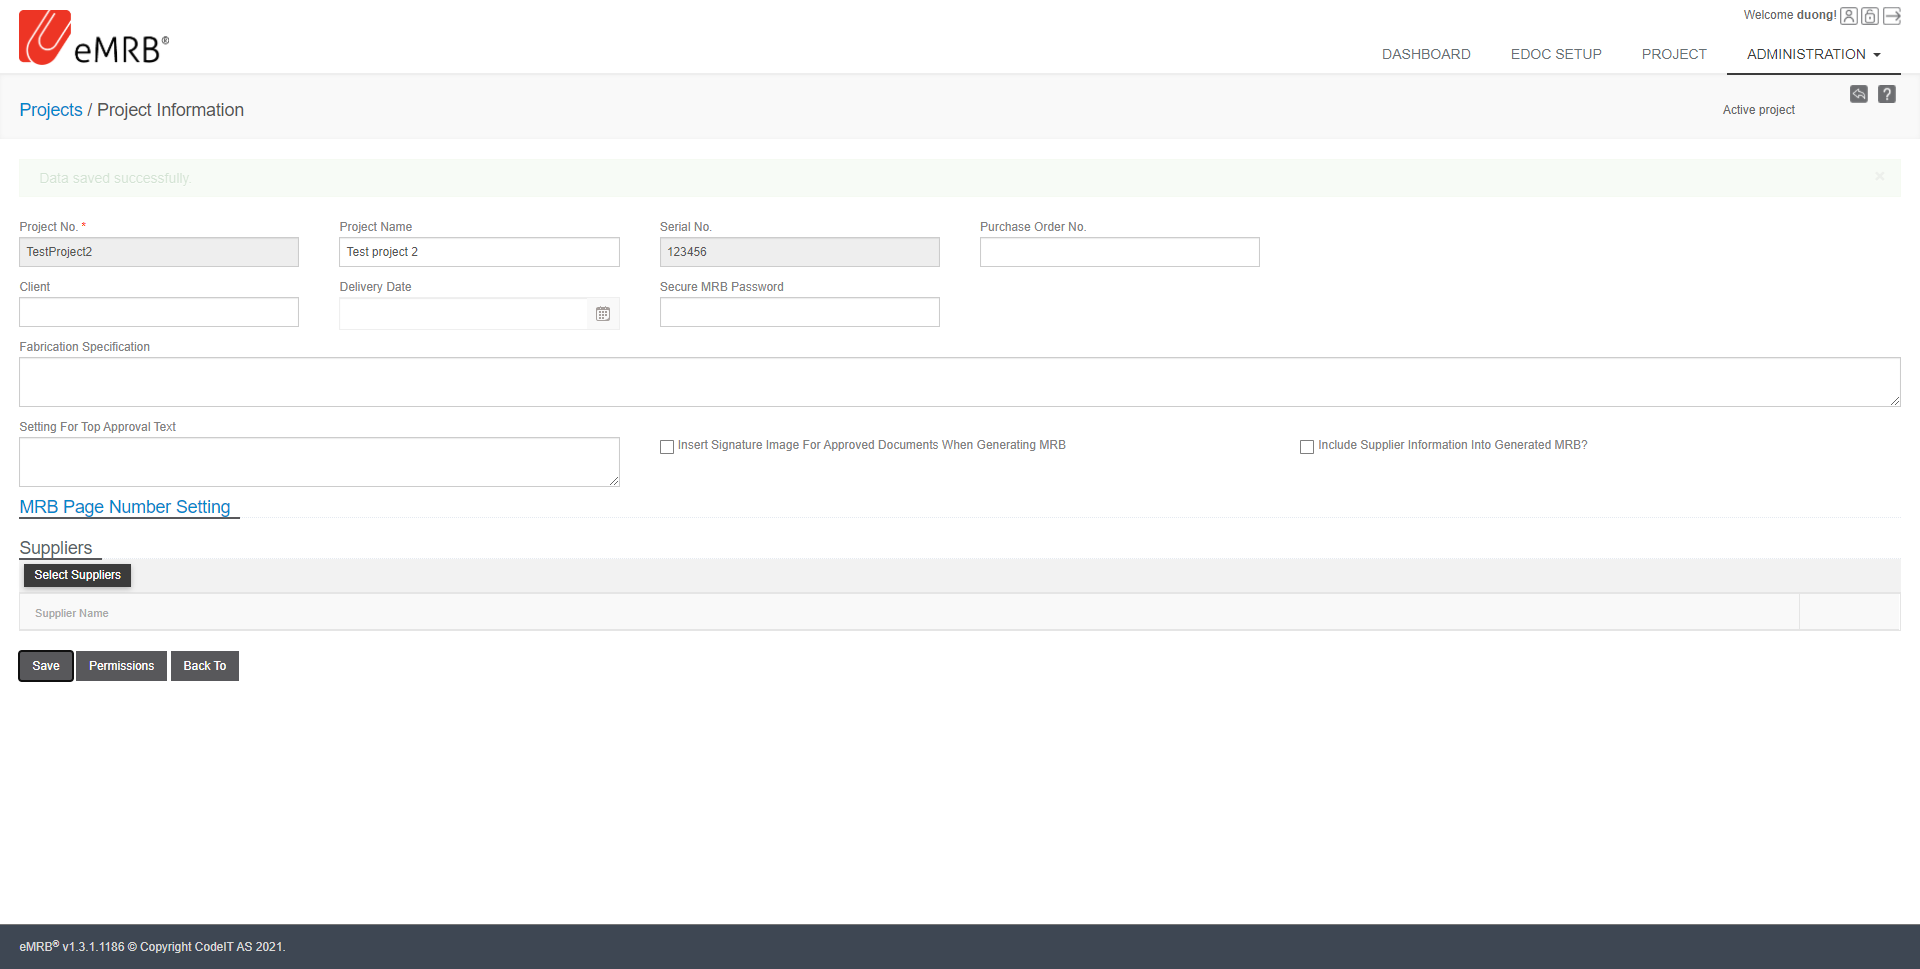 Welcome duong!
eMRB®
DASHBOARD EDOC SETUP PROJECT ADMINISTRATION
Projects / Project Information
Active project
?
Data saved successfully
×
Project No. * Project Name Serial No. Purchase Order No.
TestProject2 Test project 2 123456
Client Delivery Date Secure MRB Password
Fabrication Specification
Setting For Top Approval Text
Insert Signature Image For Approved Documents When Generating MRB
Include Supplier Information Into Generated MRB?
MRB Page Number Setting
Suppliers
Select Suppliers
Supplier Name
Save Permissions Back To
eMRB® v1.3.1.1186 © Copyright CodeIT AS 2021.